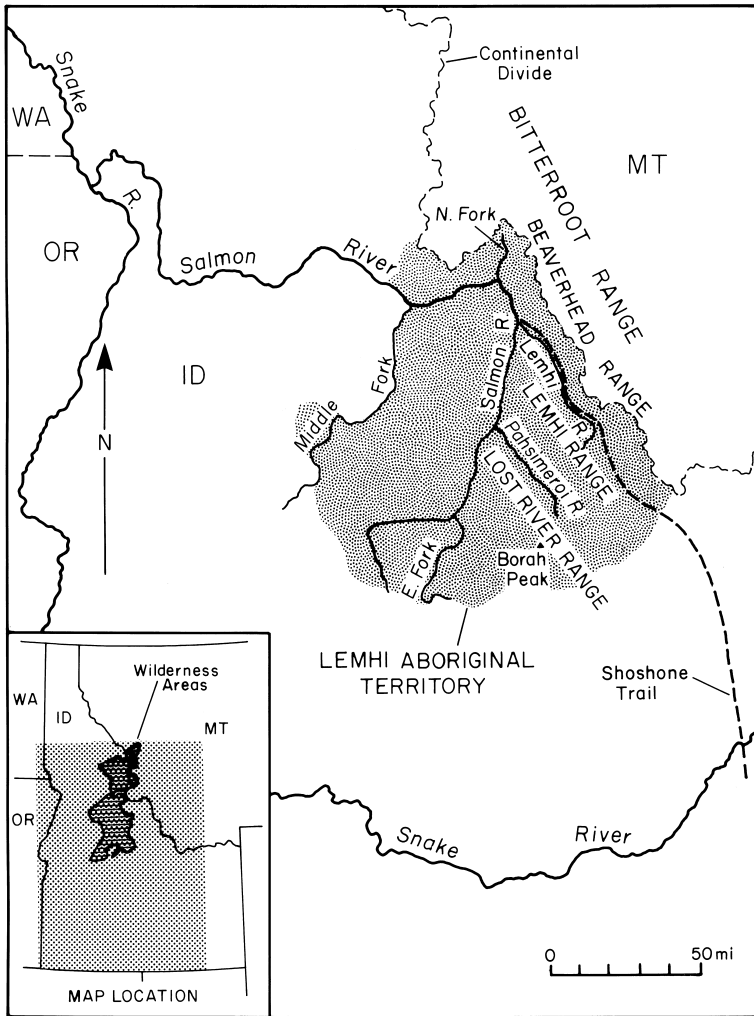 Continental
Divide
Snake
R.
WA
OR
ID
MT
BITTERROOT RANGE
BEAVERHEAD RANGE
N. Fork
Salmon River
Salmon R.
Lemhi R.
LEMHI RANGE
Middle Fork
Pahsimeroi R
LOST RIVER RANGE
E. Fork
Borah
Peak
N
LEMHI ABORIGINAL
TERRITORY
Shoshone
Trail
Snake River
0 50 mi
Wilderness
Areas
WA
ID
MT
OR
MAP LOCATION